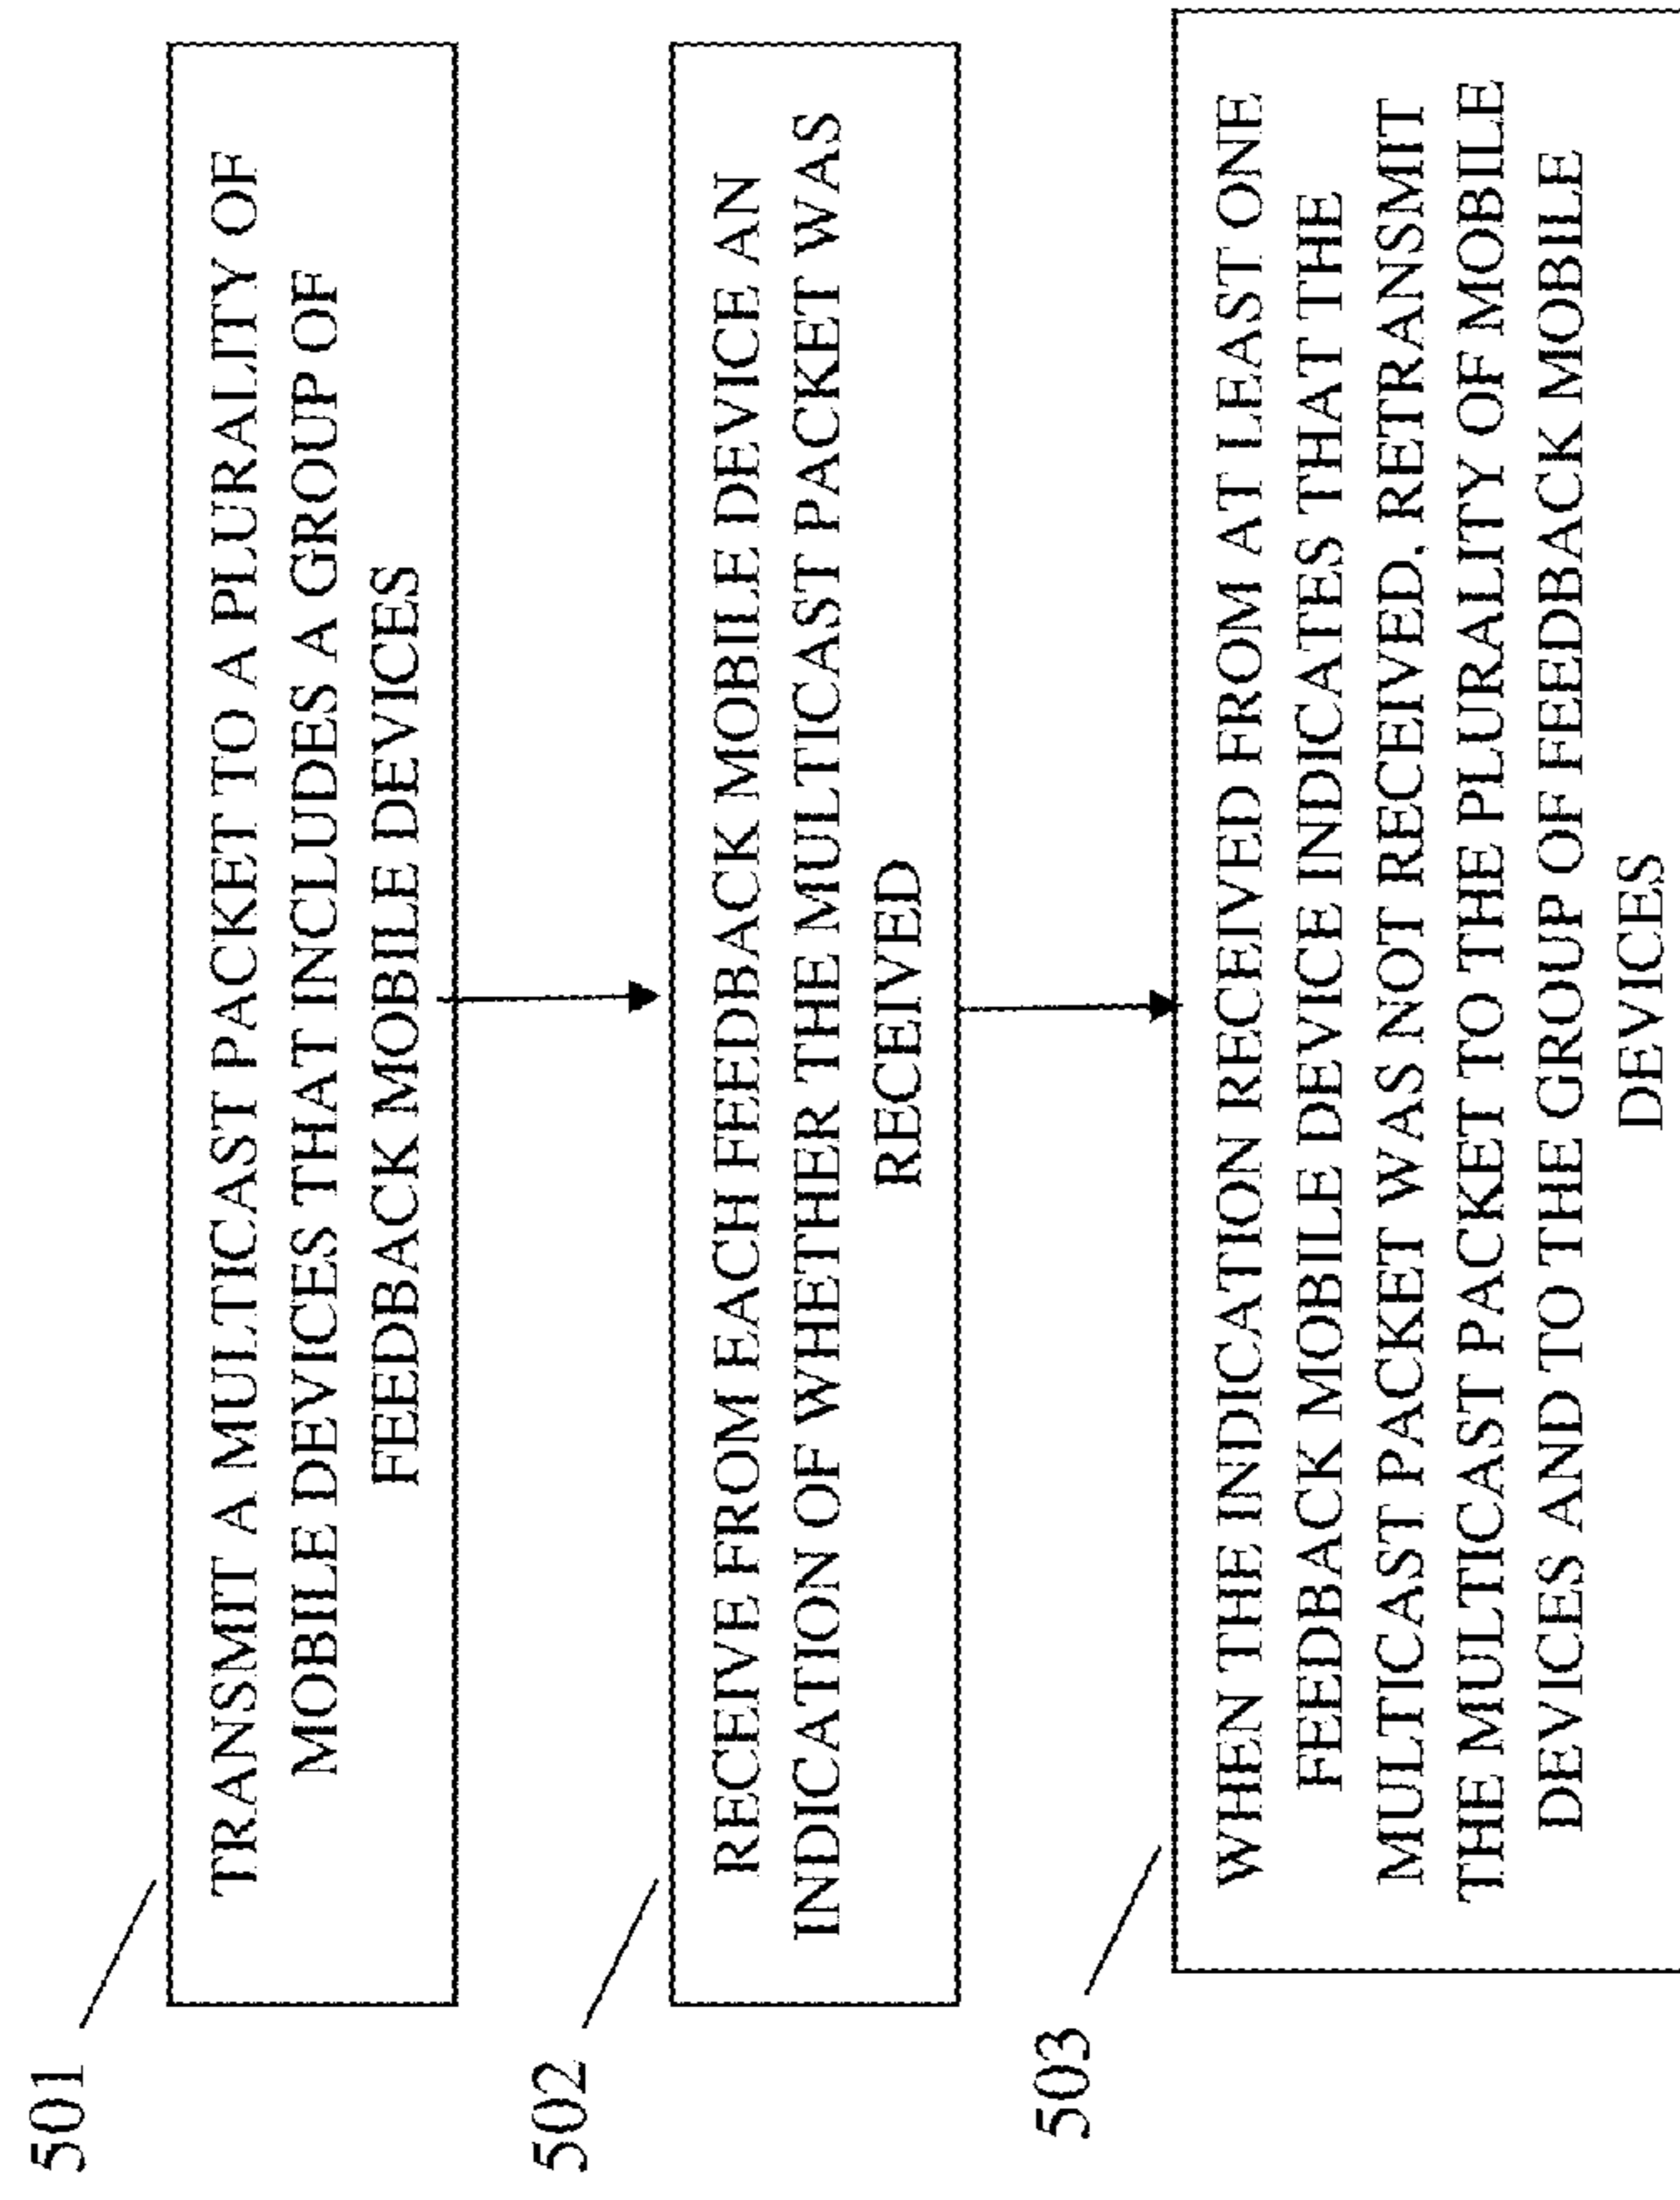 501
TRANSMIT A MULTICAST PACKET TO A PLURALITY OF
MOBILE DEVICES THAT INCLUDES A GROUP OF
FEEDBACK MOBILE DEVICES
502
RECEIVE FROM EACH FEEDBACK MOBILE DEVICE AN
INDICATION OF WHETHER THE MULTICAST PACKET WAS
RECEIVED
503
WHEN THE INDICATION RECEIVED FROM AT LEAST ONE
FEEDBACK MOBILE DEVICE INDICATES THAT THE
MULTICAST PACKET WAS NOT RECEIVED, RETRANSMIT
THE MULTICAST PACKET TO THE PLURALITY OF MOBILE
DEVICES AND TO THE GROUP OF FEEDBACK MOBILE
DEVICES